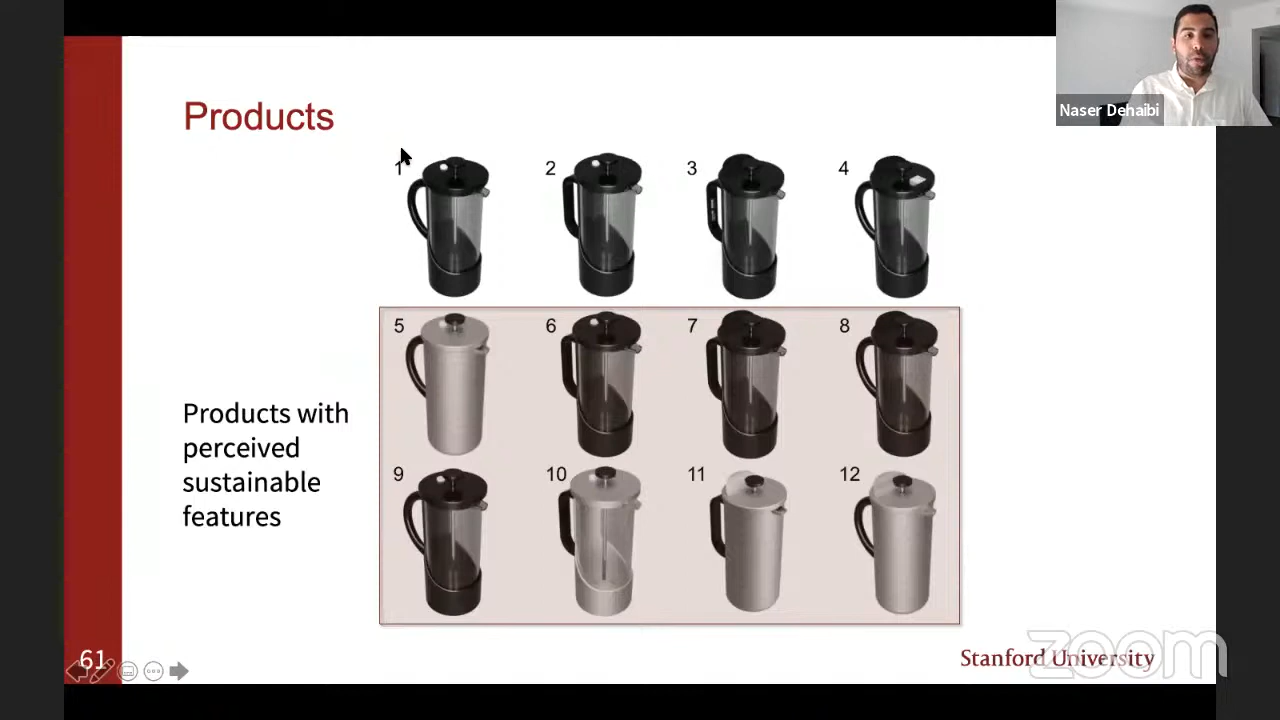 Naser Dehaibi
Products
1
2
3
4
5
6
7
8
Products with
perceived
sustainable
features
9
10
11
12
61
Stanford University
zoom